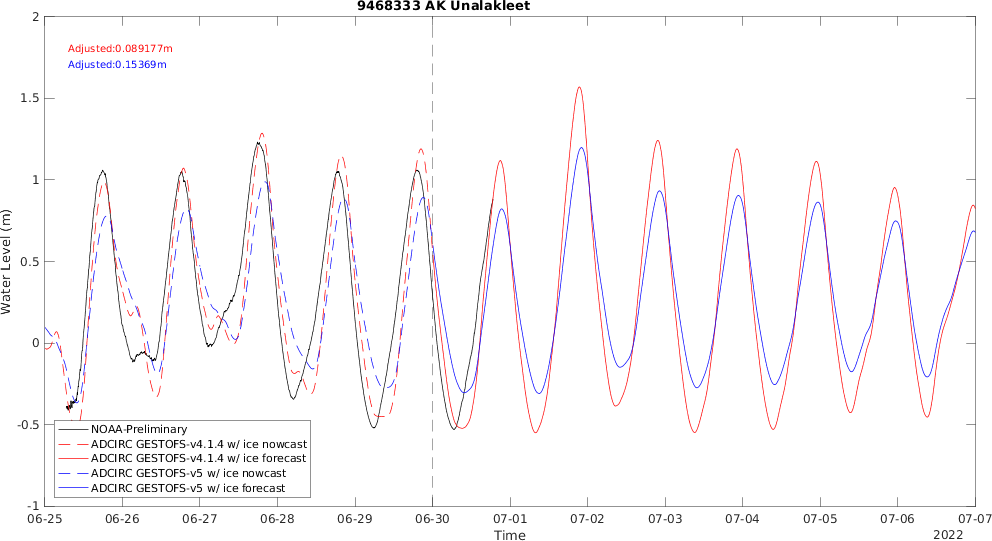 9468333 AK Unalakleet
2
Adjusted:0.089177m
Adjusted:0.15369m
1.5
1
0.5
0
-0.5
-1
Water Level (m)
NOAA-Preliminary
ADCIRC GESTOFS-v4.1.4 w/ ice nowcast
ADCIRC GESTOFS-v4.1.4 w/ ice forecast
ADCIRC GESTOFS-v5 w/ ice nowcast
ADCIRC GESTOFS-v5 w/ ice forecast
06-25 06-26 06-27 06-28 06-29 06-30 07-01 07-02 07-03 07-04 07-05 07-06 07-07
Time
2022